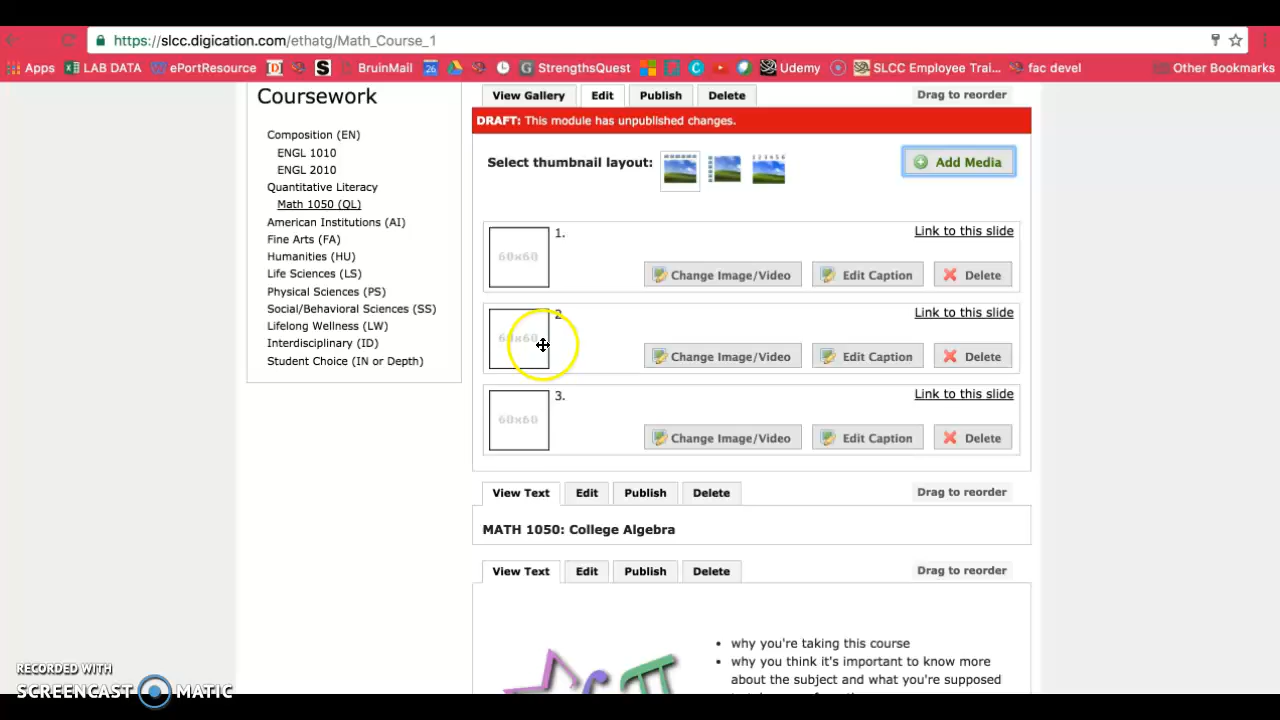 https://slcc.digication.com/ethatg/Math_Course_1
Apps LAB DATA ePortResource BruinMail 26 StrengthsQuest Udemy SLCC Employee Trai... fac devel Other Bookmarks
Coursework
Composition (EN)
ENGL 1010
ENGL 2010
Quantitative Literacy
Math 1050 (QL)
American Institutions (AI)
Fine Arts (FA)
Humanities (HU)
Life Sciences (LS)
Physical Sciences (PS)
Social/Behavioral Sciences (SS)
Lifelong Wellness (LW)
Interdisciplinary (ID)
Student Choice (IN or Depth)
View Gallery Edit Publish Delete Drag to reorder
DRAFT: This module has unpublished changes.
Select thumbnail layout: Add Media
60x60 1. Link to this slide
Change Image/Video Edit Caption Delete
60x60 2. Link to this slide
Change Image/Video Edit Caption Delete
60x60 3. Link to this slide
Change Image/Video Edit Caption Delete
View Text Edit Publish Delete Drag to reorder
MATH 1050: College Algebra
View Text Edit Publish Delete Drag to reorder
why you're taking this course
why you think it's important to know more
about the subject and what you're supposed
RECORDED WITH
SCREENCAST MATIC